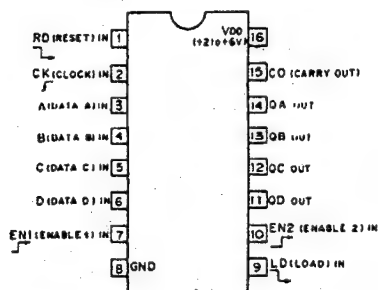 RD (RESET) IN 1
CK (CLOCK) IN 2
A (DATA A) IN 3
B (DATA B) IN 4
C (DATA C) IN 5
D (DATA D) IN 6
EN1 (ENABLE 1) IN 7
8 GND
VDD 16
(+2 to +6V)
15 CO (CARRY OUT)
14 QA OUT
13 QB OUT
12 QC OUT
11 QD OUT
10 EN2 (ENABLE 2) IN
9 LD (LOAD) IN